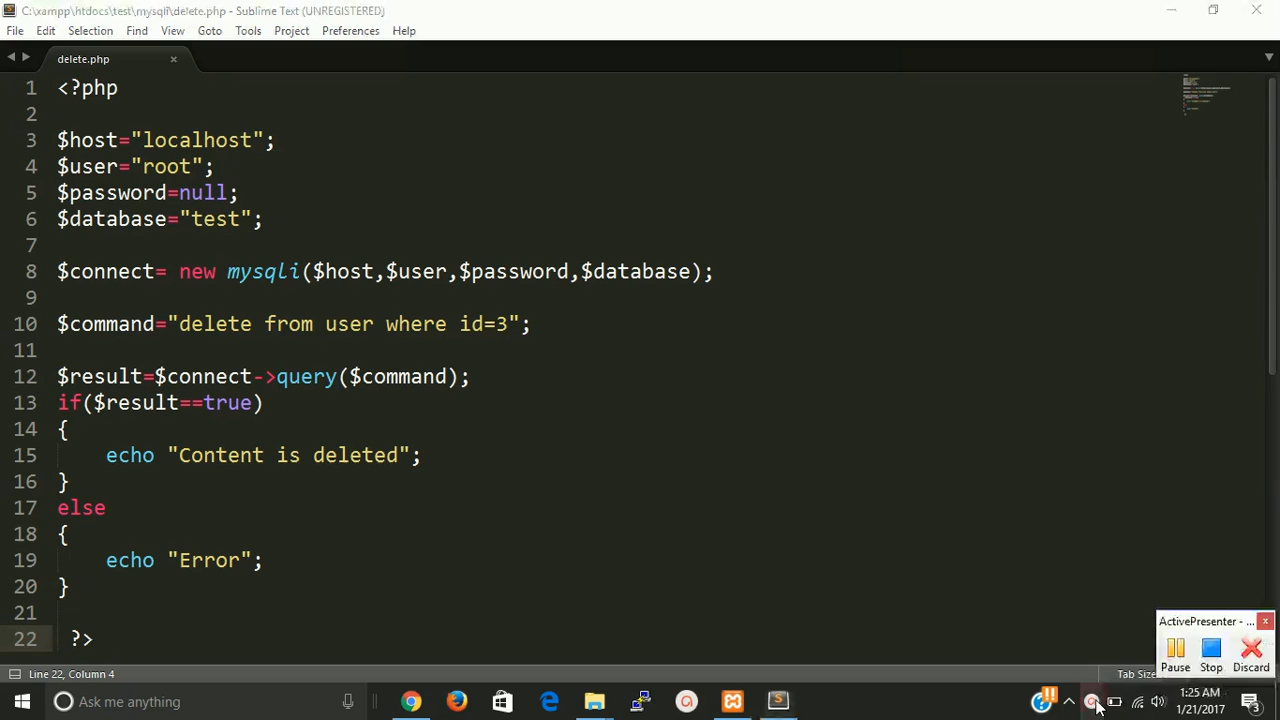 C:\xampp\htdocs\test\mysqli\delete.php - Sublime Text (UNREGISTERED)
File Edit Selection Find View Goto Tools Project Preferences Help
delete.php
1 <?php
2
3 $host="localhost";
4 $user="root";
5 $password=null;
6 $database="test";
7
8 $connect= new mysqli($host,$user,$password,$database);
9
10 $command="delete from user where id=3";
11
12 $result=$connect->query($command);
13 if($result==true)
14 {
15 echo "Content is deleted";
16 }
17 else
18 {
19 echo "Error";
20 }
21
22 ?>
ActivePresenter - ...
Pause Stop Discard
Line 22, Column 4
Tab Size
Ask me anything
1:25 AM
1/21/2017
3